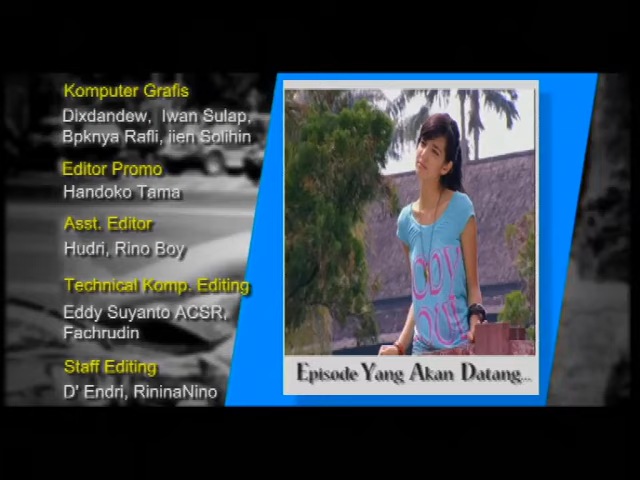 Komputer Grafis
Dixdandew, Iwan Sulap,
Bpknya Rafli, iien Solihin
Editor Promo
Handoko Tama
Asst. Editor
Hudri, Rino Boy
Technical Komp. Editing
Eddy Suyanto ACSR,
Fachrudin
Staff Editing
D' Endri, RininaNino
Episode Yang Akan Datang...